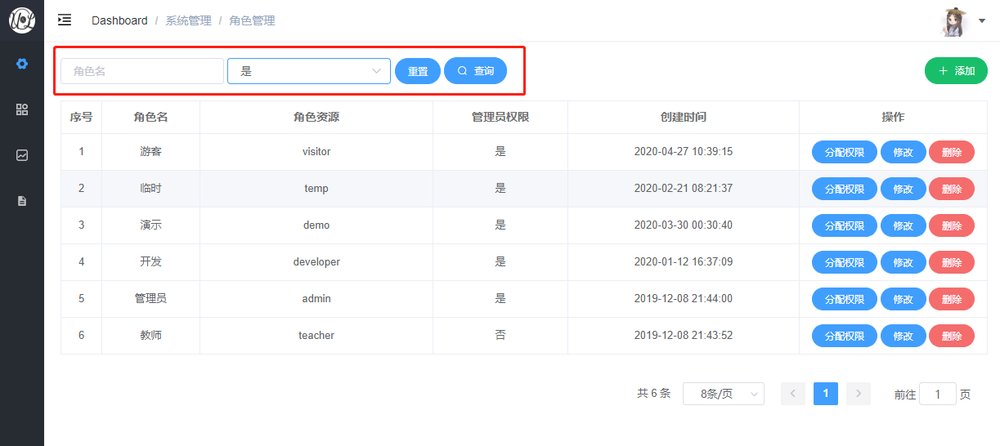 Dashboard / 系统管理 / 角色管理
角色名 是 重置 查询 添加
序号 角色名 角色资源 管理员权限 创建时间 操作
1 游客 visitor 是 2020-04-27 10:39:15 分配权限 修改 删除
2 临时 temp 是 2020-02-21 08:21:37 分配权限 修改 删除
3 演示 demo 是 2020-03-30 00:30:40 分配权限 修改 删除
4 开发 developer 是 2020-01-12 16:37:09 分配权限 修改 删除
5 管理员 admin 是 2019-12-08 21:44:00 分配权限 修改 删除
6 教师 teacher 否 2019-12-08 21:43:52 分配权限 修改 删除
共 6 条 8条/页 1 前往 1 页